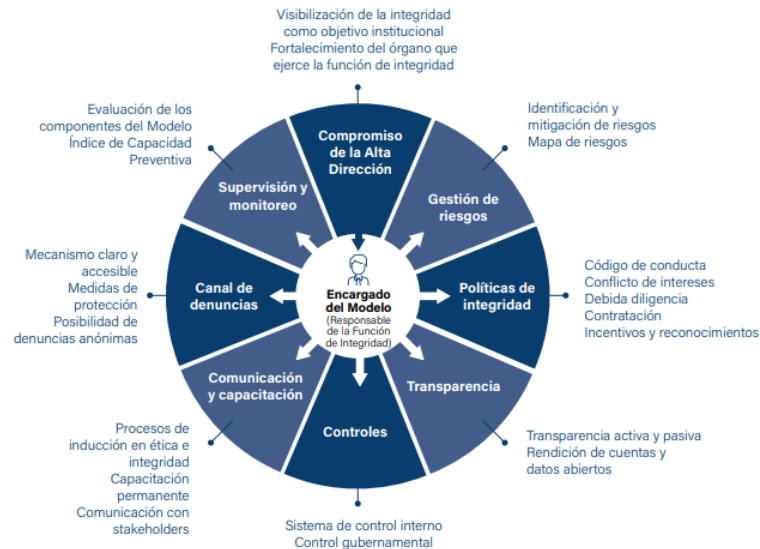 Visibilización de la integridad
como objetivo institucional
Fortalecimiento del órgano que
ejerce la función de integridad
Compromiso
de la Alta
Dirección
Identificación y
mitigación de riesgos
Mapa de riesgos
Gestión de
riesgos
Código de conducta
Conflicto de intereses
Debida diligencia
Contratación
Incentivos y reconocimientos
Políticas de
integridad
Transparencia
Transparencia activa y pasiva
Rendición de cuentas y
datos abiertos
Controles
Sistema de control interno
Control gubernamental
Comunicación
y capacitación
Procesos de
inducción en ética e
integridad
Capacitación
permanente
Comunicación con
stakeholders
Canal de
denuncias
Mecanismo claro y
accesible
Medidas de
protección
Posibilidad de
denuncias anónimas
Supervisión y
monitoreo
Evaluación de los
componentes del Modelo
Índice de Capacidad
Preventiva
Encargado
del Modelo
(Responsable
de la Función
de Integridad)